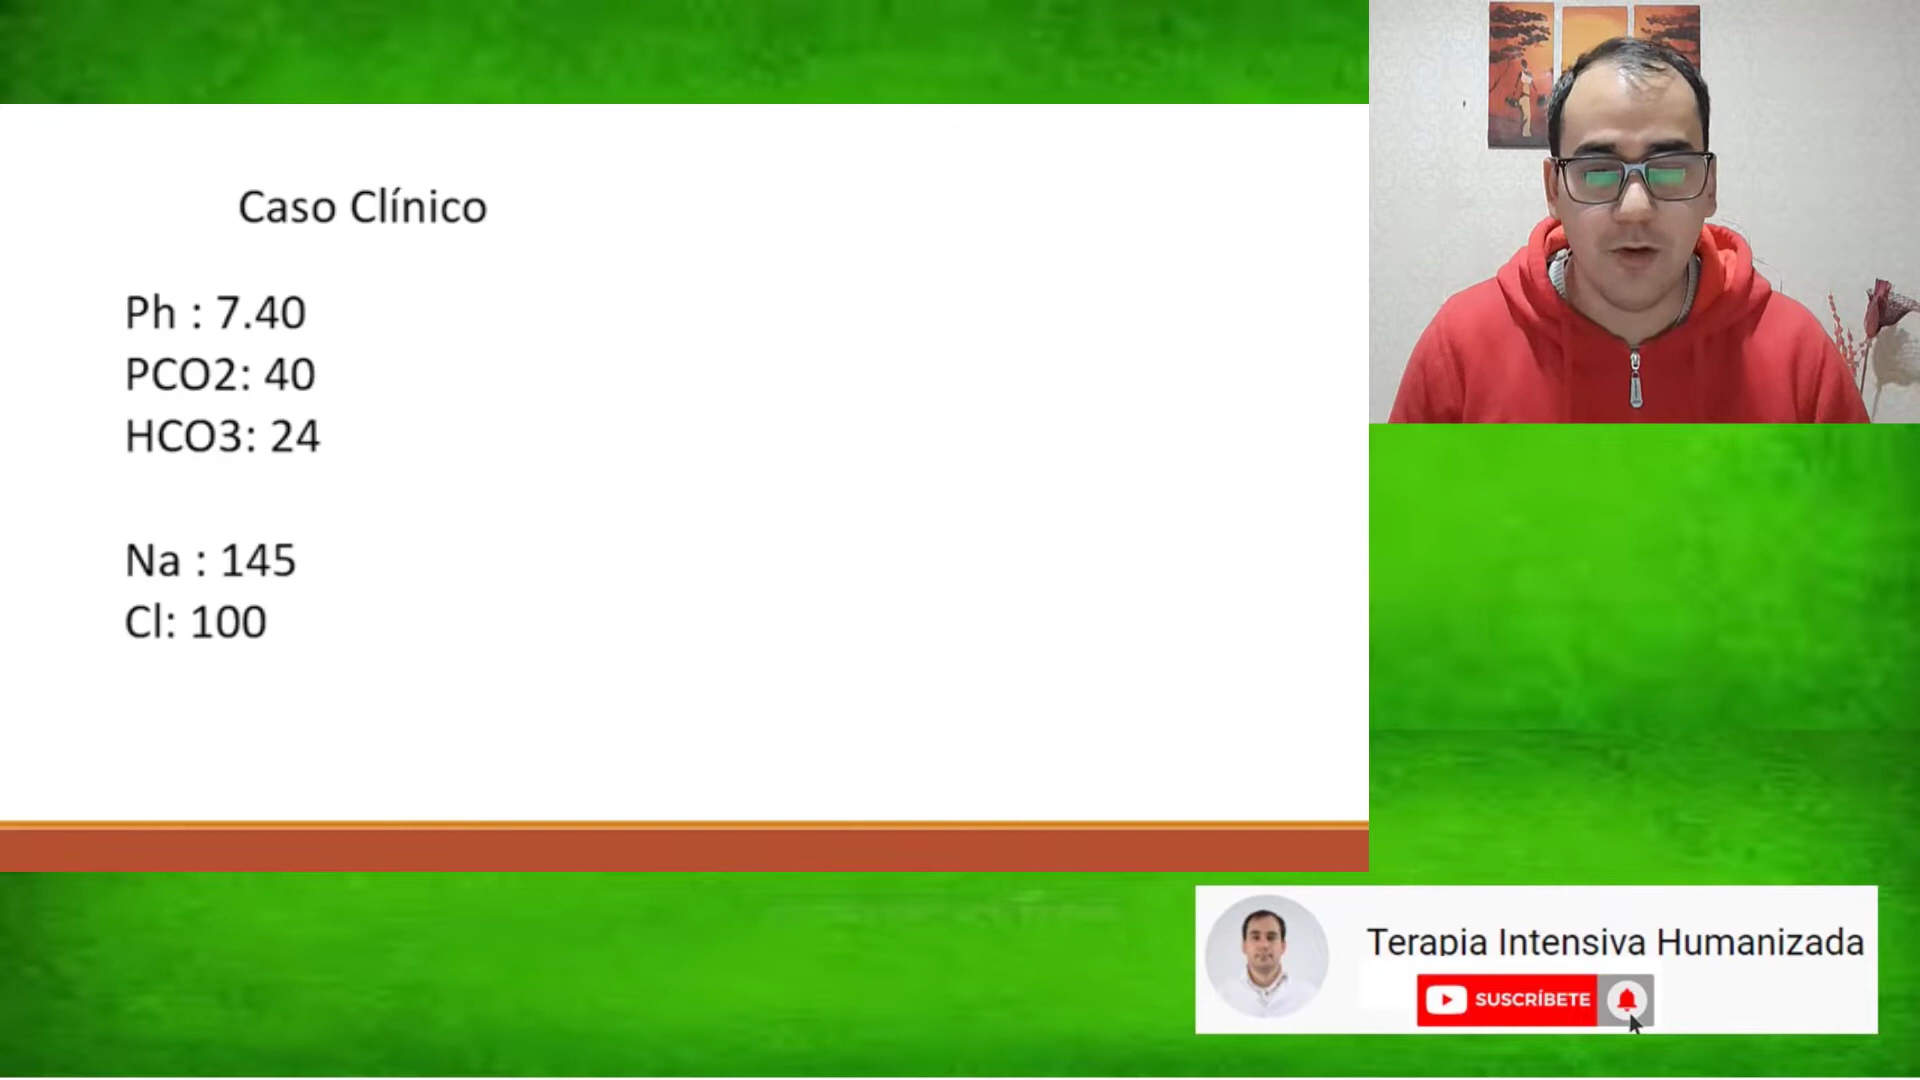 Caso Clínico
Ph : 7.40
PCO2: 40
HCO3: 24
Na : 145
Cl: 100
Terapia Intensiva Humanizada
SUSCRÍBETE